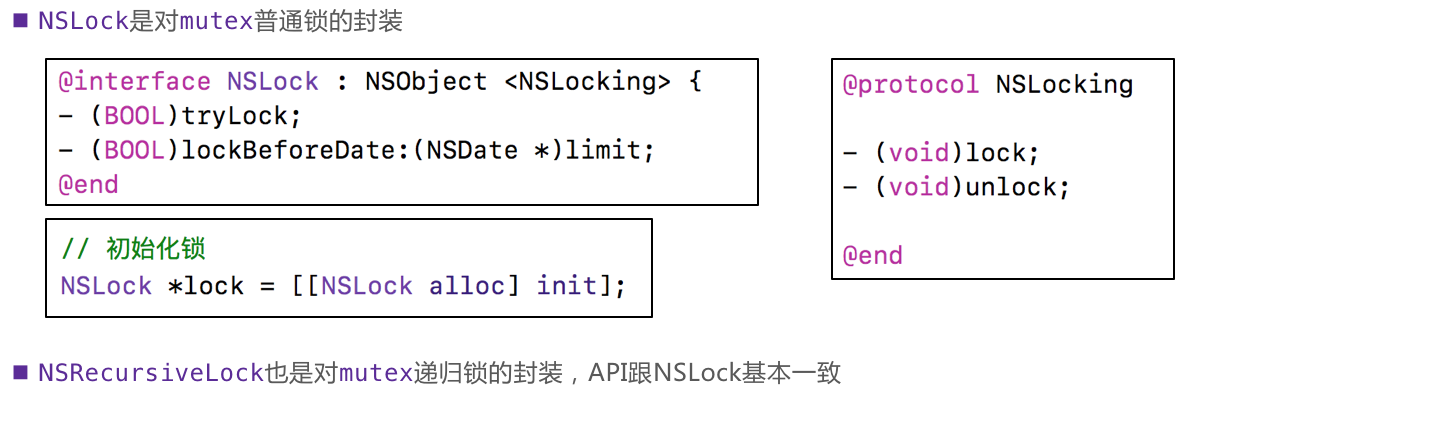 NSLock是对mutex普通锁的封装
@interface NSLock : NSObject <NSLocking> {
- (BOOL)tryLock;
- (BOOL)lockBeforeDate:(NSDate *)limit;
@end
@protocol NSLocking
- (void)lock;
- (void)unlock;
@end
// 初始化锁
NSLock *lock = [[NSLock alloc] init];
NSRecursiveLock也是对mutex递归锁的封装，API跟NSLock基本一致